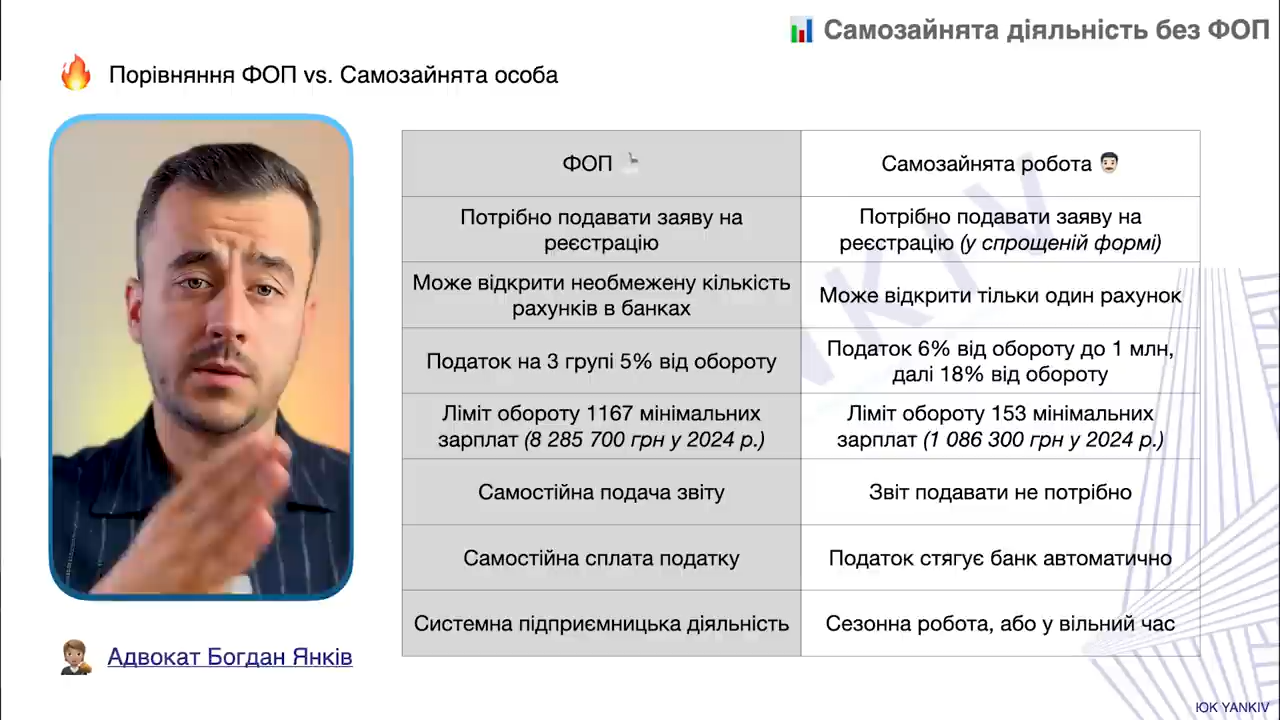 Самозайнята діяльність без ФОП
Порівняння ФОП vs. Самозайнята особа
ФОП
Самозайнята робота
Потрібно подавати заяву на
реєстрацію
Потрібно подавати заяву на
реєстрацію (у спрощеній формі)
Може відкрити необмежену кількість
рахунків в банках
Може відкрити тільки один рахунок
Податок на 3 групі 5% від обороту
Податок 6% від обороту до 1 млн,
далі 18% від обороту
Ліміт обороту 1167 мінімальних
зарплат (8 285 700 грн у 2024 р.)
Ліміт обороту 153 мінімальних
зарплат (1 086 300 грн у 2024 р.)
Самостійна подача звіту
Звіт подавати не потрібно
Самостійна сплата податку
Податок стягує банк автоматично
Системна підприємницька діяльність
Сезонна робота, або у вільний час
Адвокат Богдан Янків
ЮК YANKIV